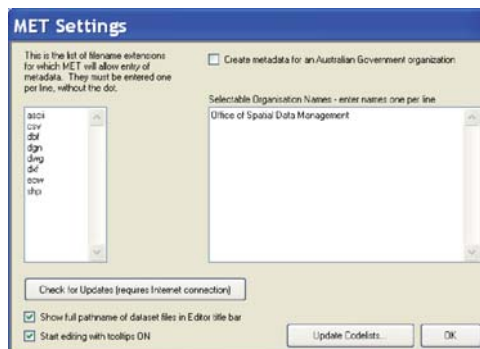 MET Settings
This is the list of filename extensions
for which MET will allow entry of
metadata. They must be entered one
per line, without the dot.
Create metadata for an Australian Government organization
Selectable Organisation Names - enter names one per line
ascii
csv
dbf
dgn
dwg
dxf
ecw
shp
Office of Spatial Data Management
Check for Updates (requires Internet connection)
Show full pathname of dataset files in Editor title bar
Start editing with tooltips ON
Update Codelists...
OK